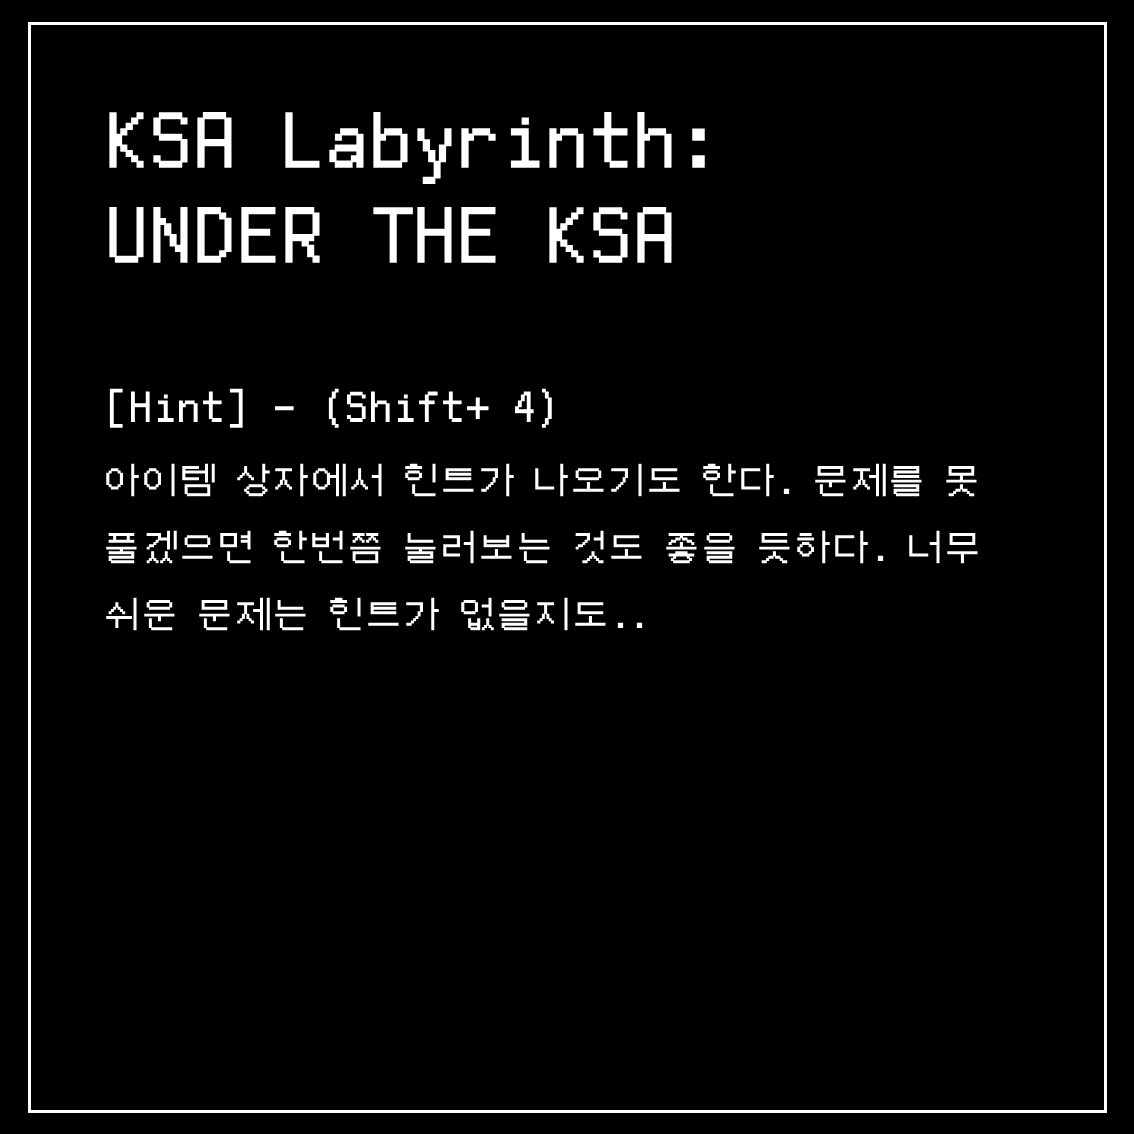 KSA Labyrinth:
UNDER THE KSA
[Hint] - (Shift+ 4)
아이템 상자에서 힌트가 나오기도 한다. 문제를 못
풀겠으면 한번쯤 눌러보는 것도 좋을 듯하다. 너무
쉬운 문제는 힌트가 없을지도..